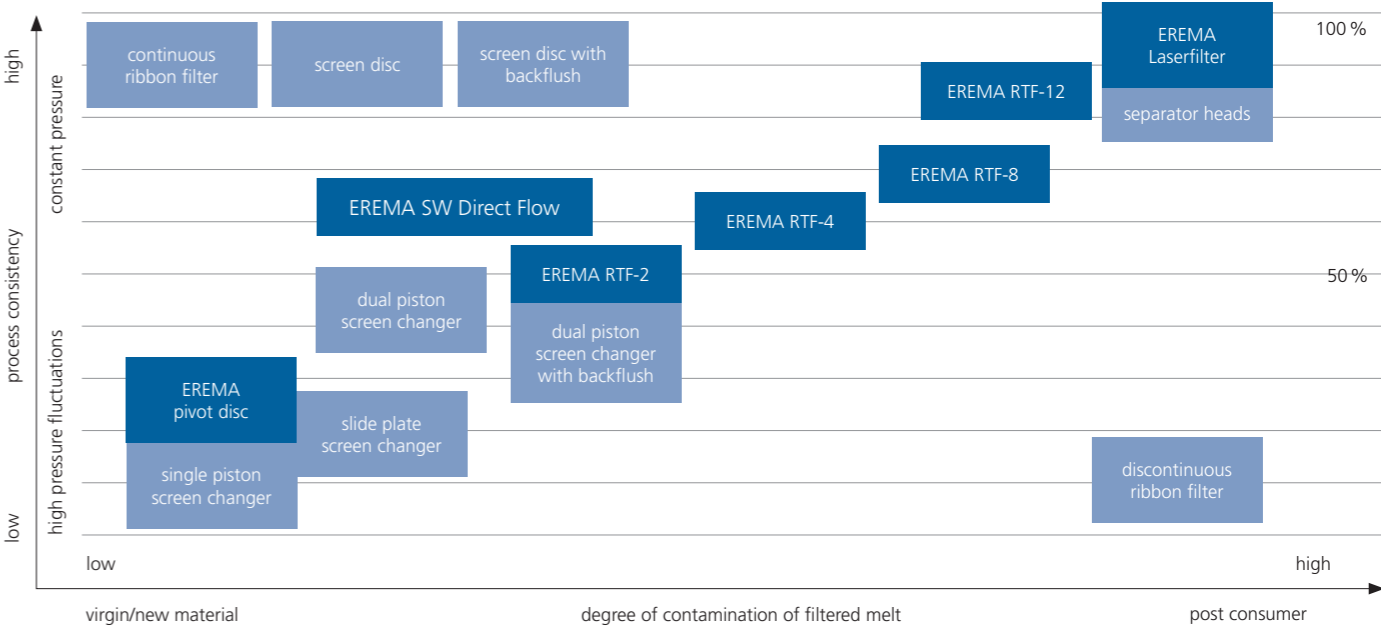 high
constant pressure
process consistency
high pressure fluctuations
low
continuous
ribbon filter
screen disc
screen disc with
backflush
EREMA
Laserfilter
100 %
EREMA RTF-12
separator heads
EREMA RTF-8
EREMA SW Direct Flow
EREMA RTF-4
EREMA RTF-2
50 %
dual piston
screen changer
dual piston
screen changer
with backflush
EREMA
pivot disc
slide plate
screen changer
single piston
screen changer
discontinuous
ribbon filter
low
high
virgin/new material
degree of contamination of filtered melt
post consumer